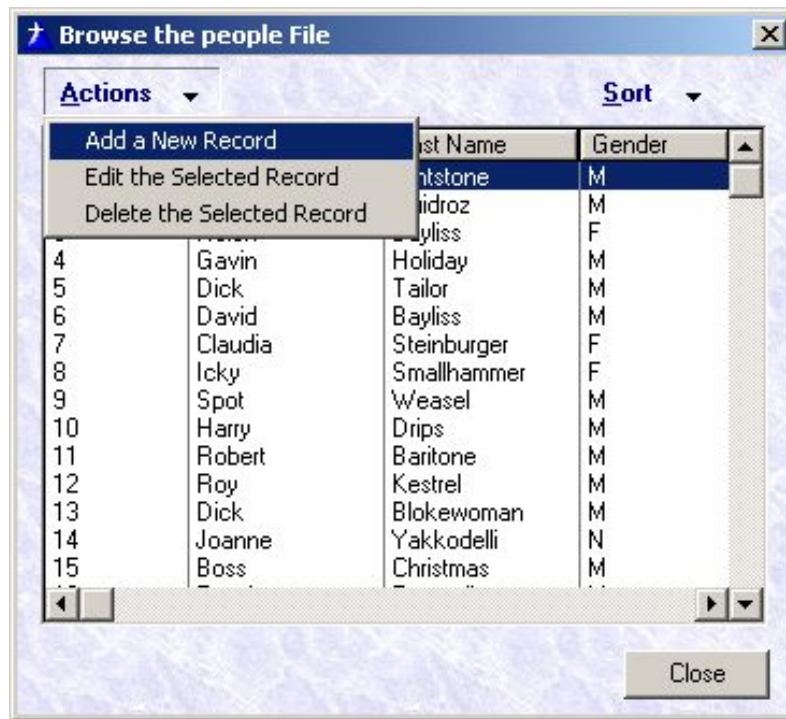 Browse the people File
Actions Sort
Add a New Record
Edit the Selected Record
Delete the Selected Record
Name Gender
M
M
3 F
4 Gavin Holiday M
5 Dick Tailor M
6 David Bayliss M
7 Claudia Steinburger F
8 Icky Smallhammer F
9 Spot Weasel M
10 Harry Drips M
11 Robert Baritone M
12 Roy Kestrel M
13 Dick Blokewoman M
14 Joanne Yakkodelli N
15 Boss Christmas M
Close